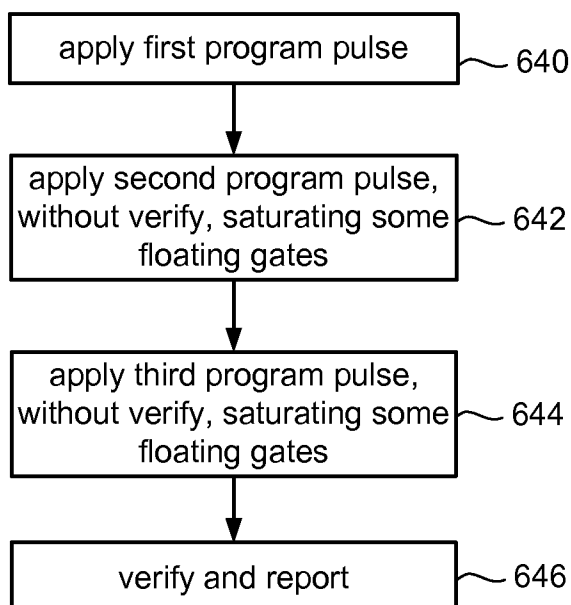 apply first program pulse
640
apply second program pulse,
without verify, saturating some
floating gates
642
apply third program pulse,
without verify, saturating some
floating gates
644
verify and report
646